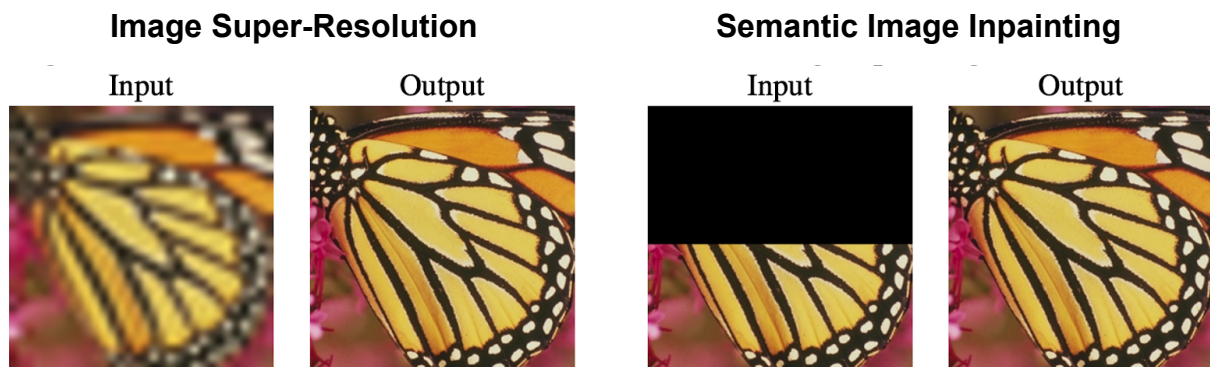 Image Super-Resolution
Semantic Image Inpainting
Input
Output
Input
Output